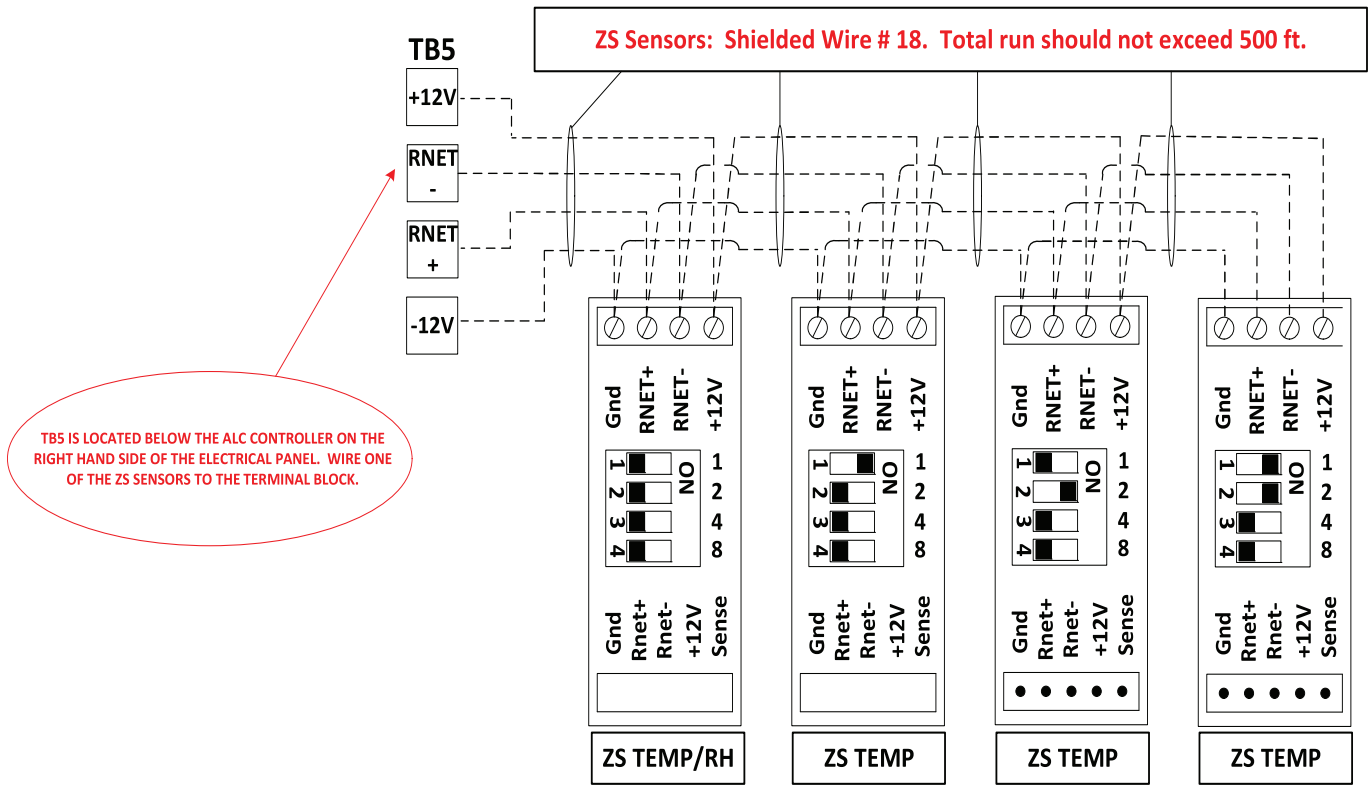 ZS Sensors: Shielded Wire # 18. Total run should not exceed 500 ft.
TB5
+12V
RNET
-
RNET
+
-12V
TB5 IS LOCATED BELOW THE ALC CONTROLLER ON THE
RIGHT HAND SIDE OF THE ELECTRICAL PANEL. WIRE ONE
OF THE ZS SENSORS TO THE TERMINAL BLOCK.
Gnd
RNET+
RNET-
+12V
1
2
3
4
ON
1
2
4
8
Gnd
Rnet+
Rnet-
+12V
Sense
ZS TEMP/RH
Gnd
RNET+
RNET-
+12V
1
2
3
4
ON
1
2
4
8
Gnd
Rnet+
Rnet-
+12V
Sense
ZS TEMP
Gnd
RNET+
RNET-
+12V
1
2
3
4
ON
1
2
4
8
Gnd
Rnet+
Rnet-
+12V
Sense
ZS TEMP
Gnd
RNET+
RNET-
+12V
1
2
3
4
ON
1
2
4
8
Gnd
Rnet+
Rnet-
+12V
Sense
ZS TEMP